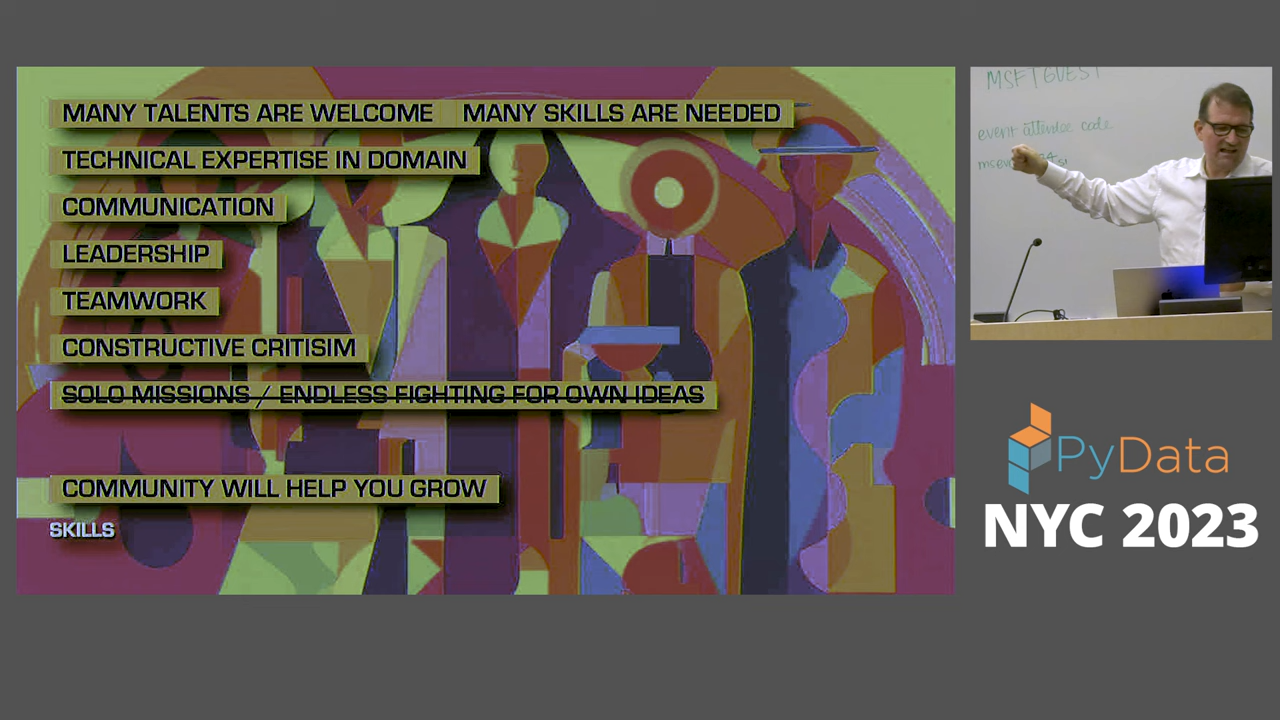 MANY TALENTS ARE WELCOME MANY SKILLS ARE NEEDED
TECHNICAL EXPERTISE IN DOMAIN
COMMUNICATION
LEADERSHIP
TEAMWORK
CONSTRUCTIVE CRITISIM
SOLO MISSIONS / ENDLESS FIGHTING FOR OWN IDEAS
COMMUNITY WILL HELP YOU GROW
SKILLS
MSFTGUEST
event attendee code
PyData
NYC 2023